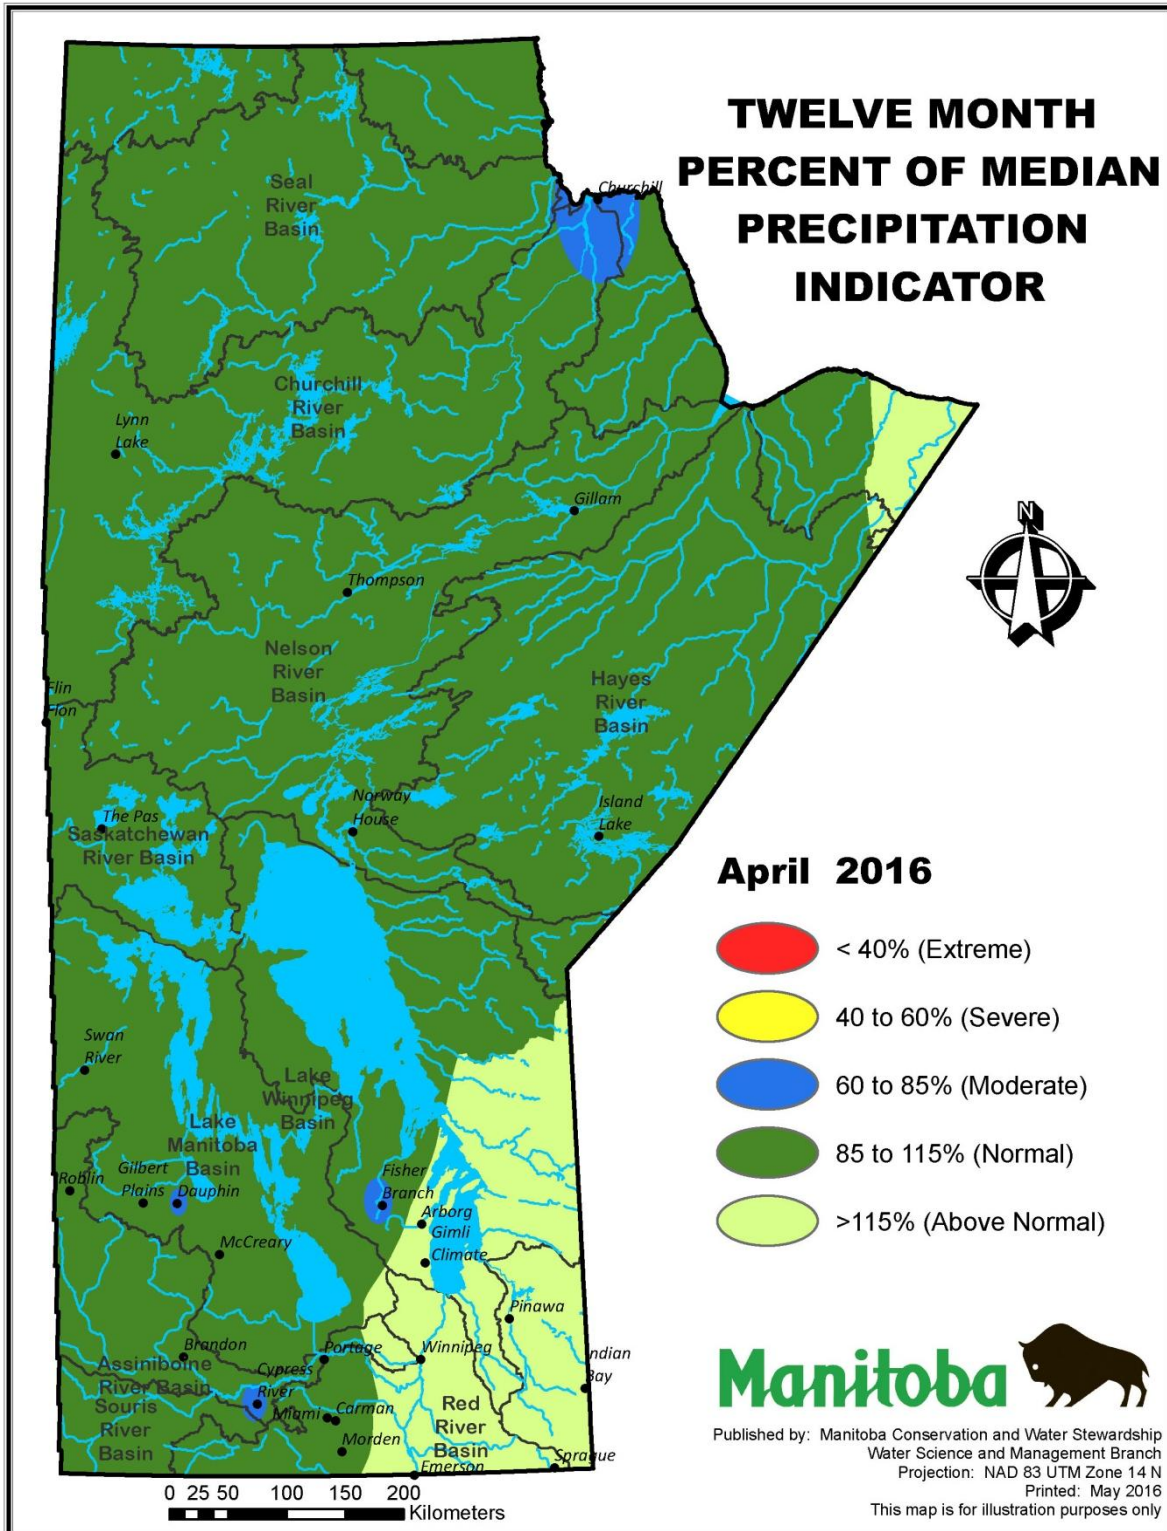 TWELVE MONTH
PERCENT OF MEDIAN
PRECIPITATION
INDICATOR
Churchill
Seal
River
Basin
Churchill
River
Basin
Lynn
Lake
Gillam
N
Thompson
Nelson
River
Basin
Hayes
River
Basin
Flin
Flon
Norway
House
Island
Lake
The Pas
Saskatchewan
River Basin
April 2016
< 40% (Extreme)
40 to 60% (Severe)
60 to 85% (Moderate)
85 to 115% (Normal)
>115% (Above Normal)
Swan
River
Lake
Winnipeg
Basin
Lake
Manitoba
Basin
Roblin
Gilbert
Plains
Dauphin
Fisher
Branch
Arborg
Gimli
Climate
McCreary
Pinawa
Brandon
Portage
Winnipeg
Indian
Bay
Assiniboine
River Basin
Cypress
River
Souris
River
Basin
Miami
Carman
Morden
Red
River
Basin
Emerson
Sprague
0 25 50 100 150 200
Kilometers
Manitoba
Published by: Manitoba Conservation and Water Stewardship
Water Science and Management Branch
Projection: NAD 83 UTM Zone 14 N
Printed: May 2016
This map is for illustration purposes only